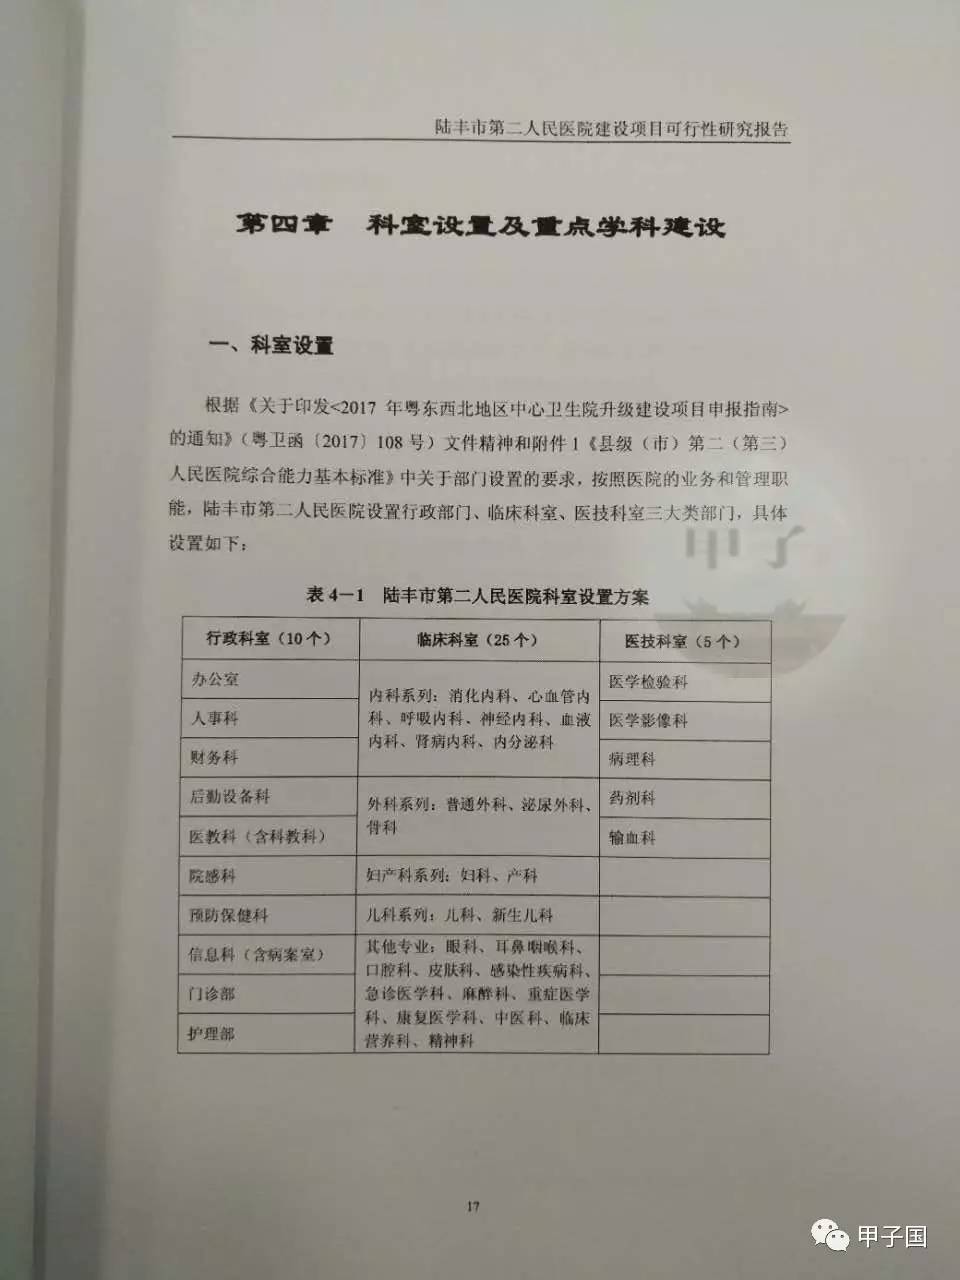 陆丰市第二人民医院建设项目可行性研究报告
第四章 科室设置及重点学科建设
一、科室设置
根据《关于印发<2017 年粤东西北地区中心卫生院升级建设项目申报指南>
的通知》（粤卫函〔2017〕108 号）文件精神和附件 1《县级（市）第二（第三）
人民医院综合能力基本标准》中关于部门设置的要求，按照医院的业务和管理职
能，陆丰市第二人民医院设置行政部门、临床科室、医技科室三大类部门，具体
设置如下：
甲子
表 4－1 陆丰市第二人民医院科室设置方案
行政科室（10 个） 临床科室（25 个） 医技科室（5 个）
办公室
人事科
财务科
后勤设备科
医教科（含科教科）
院感科
预防保健科
信息科（含病案室）
门诊部
护理部
内科系列：消化内科、心血管内
科、呼吸内科、神经内科、血液
内科、肾病内科、内分泌科
外科系列：普通外科、泌尿外科、
骨科
妇产科系列：妇科、产科
儿科系列：儿科、新生儿科
其他专业：眼科、耳鼻咽喉科、
口腔科、皮肤科、感染性疾病科、
急诊医学科、麻醉科、重症医学
科、康复医学科、中医科、临床
营养科、精神科
医学检验科
医学影像科
病理科
药剂科
输血科
17
甲子国